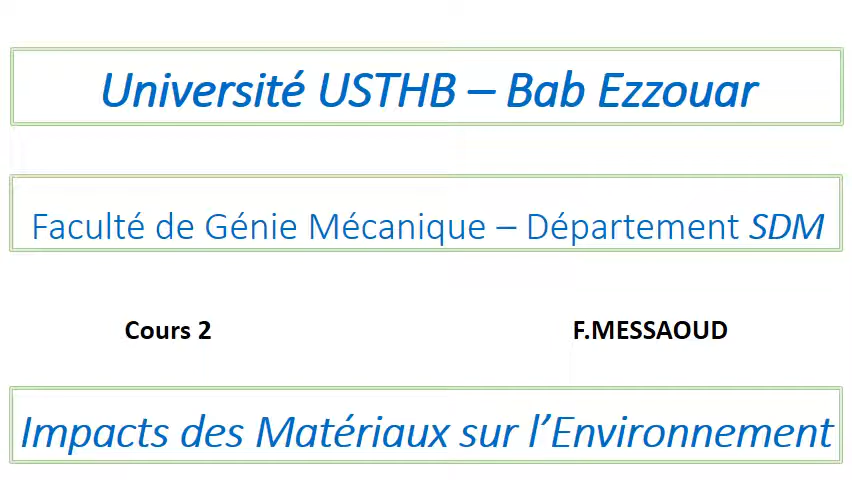 Université USTHB – Bab Ezzouar
Faculté de Génie Mécanique – Département SDM
Cours 2 F.MESSAOUD
Impacts des Matériaux sur l’Environnement